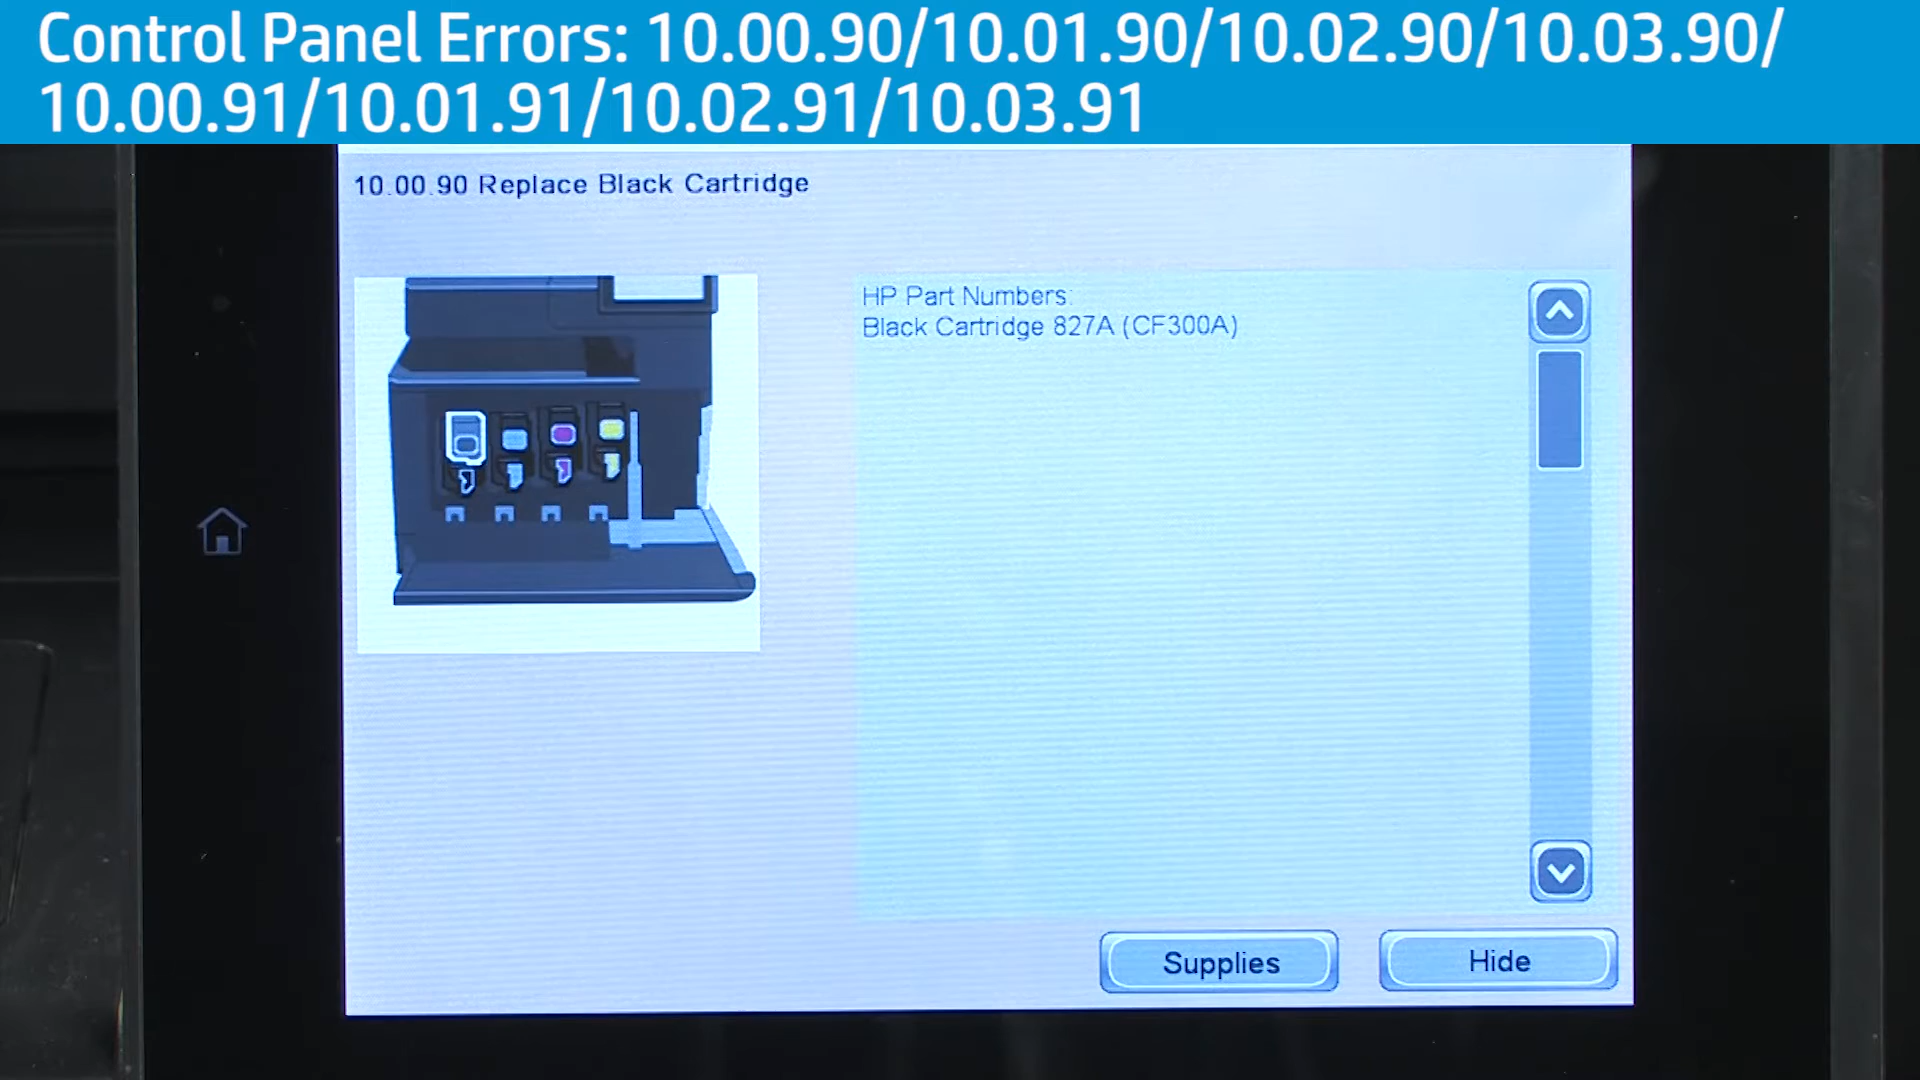 Control Panel Errors: 10.00.90/10.01.90/10.02.90/10.03.90/
10.00.91/10.01.91/10.02.91/10.03.91
10.00.90 Replace Black Cartridge
HP Part Numbers:
Black Cartridge 827A (CF300A)
Supplies
Hide